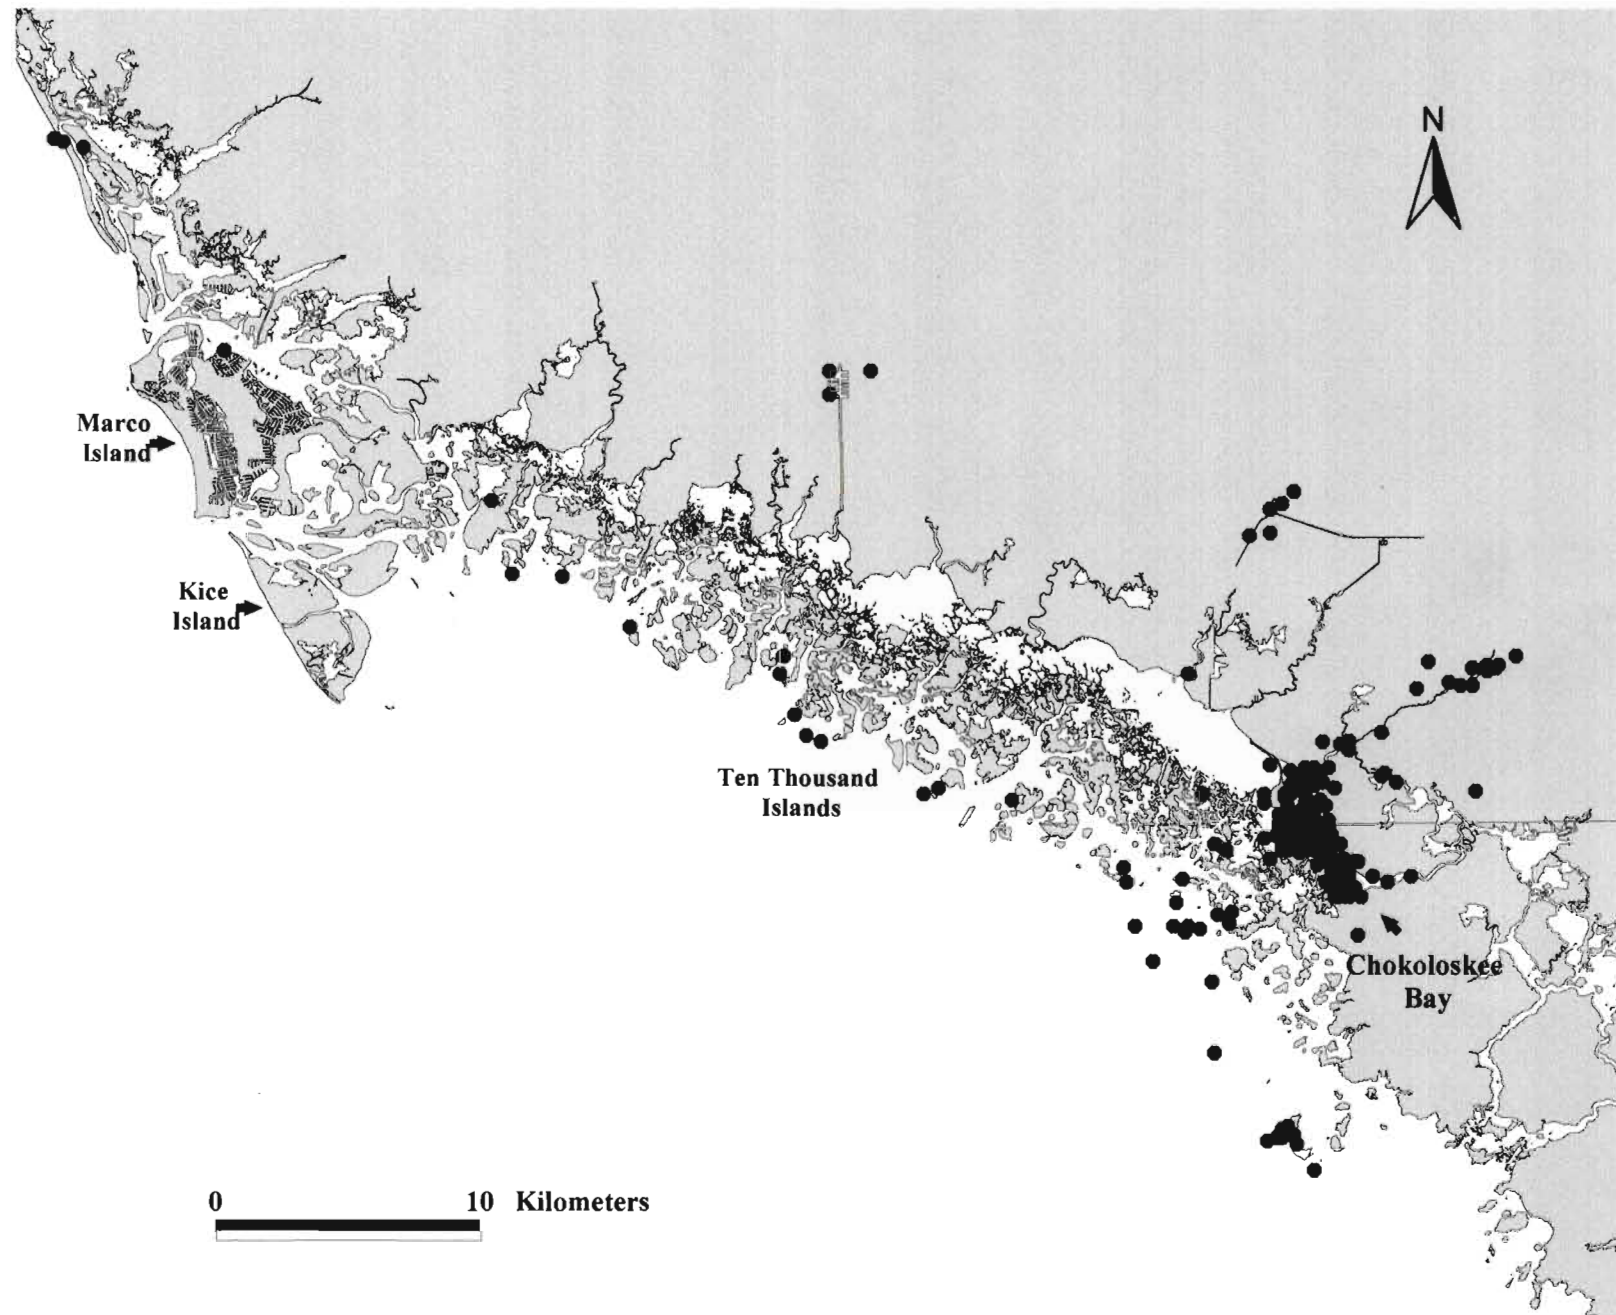 N
Marco
Island
Kice
Island
Ten Thousand
Islands
Chokoloskee
Bay
0 10 Kilometers